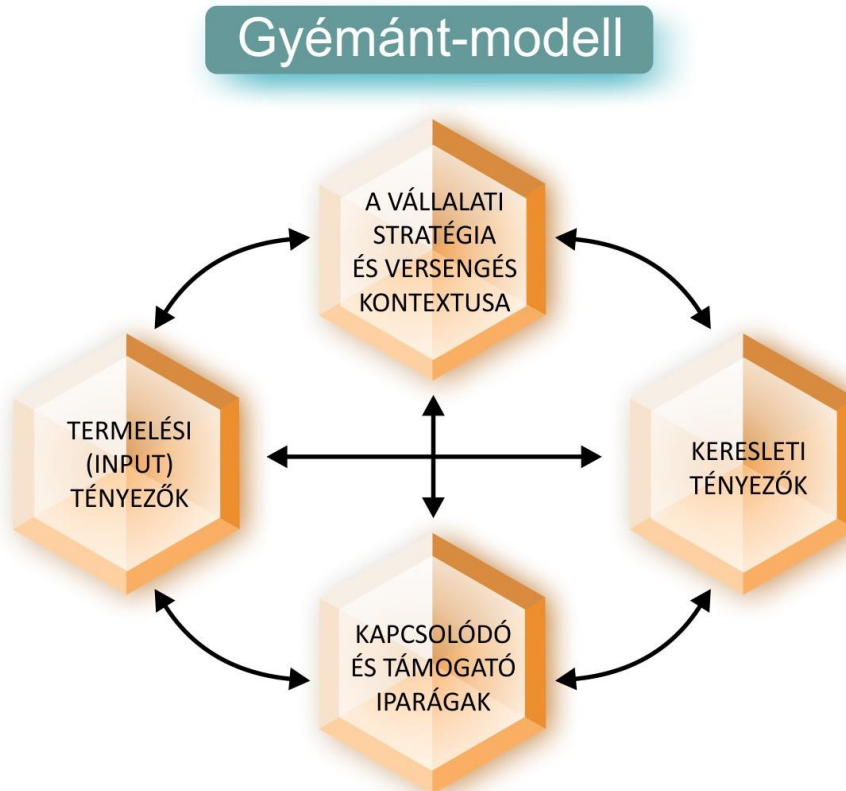 Gyémánt-modell
A VÁLLALATI
STRATÉGIA
ÉS VERSENGÉS
KONTEXTUSA
TERMELÉSI
(INPUT)
TÉNYEZŐK
KERESLETI
TÉNYEZŐK
KAPCSOLÓDÓ
ÉS TÁMOGATÓ
IPARÁGAK